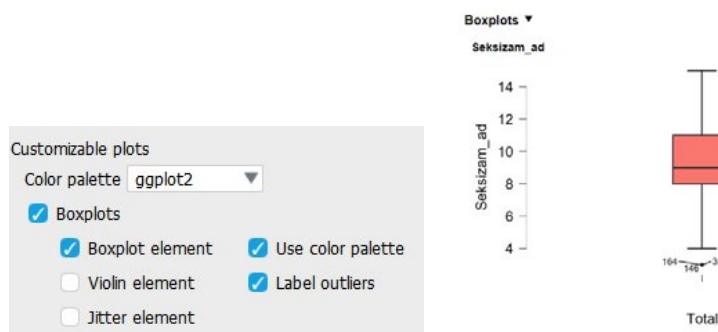 Customizable plots
Color palette ggplot2
Boxplots
Boxplot element Use color palette
Violin element Label outliers
Jitter element
Boxplots ▼
Seksizam_ad
Seksizam_ad
14
12
10
8
6
4
164
146
3
Total